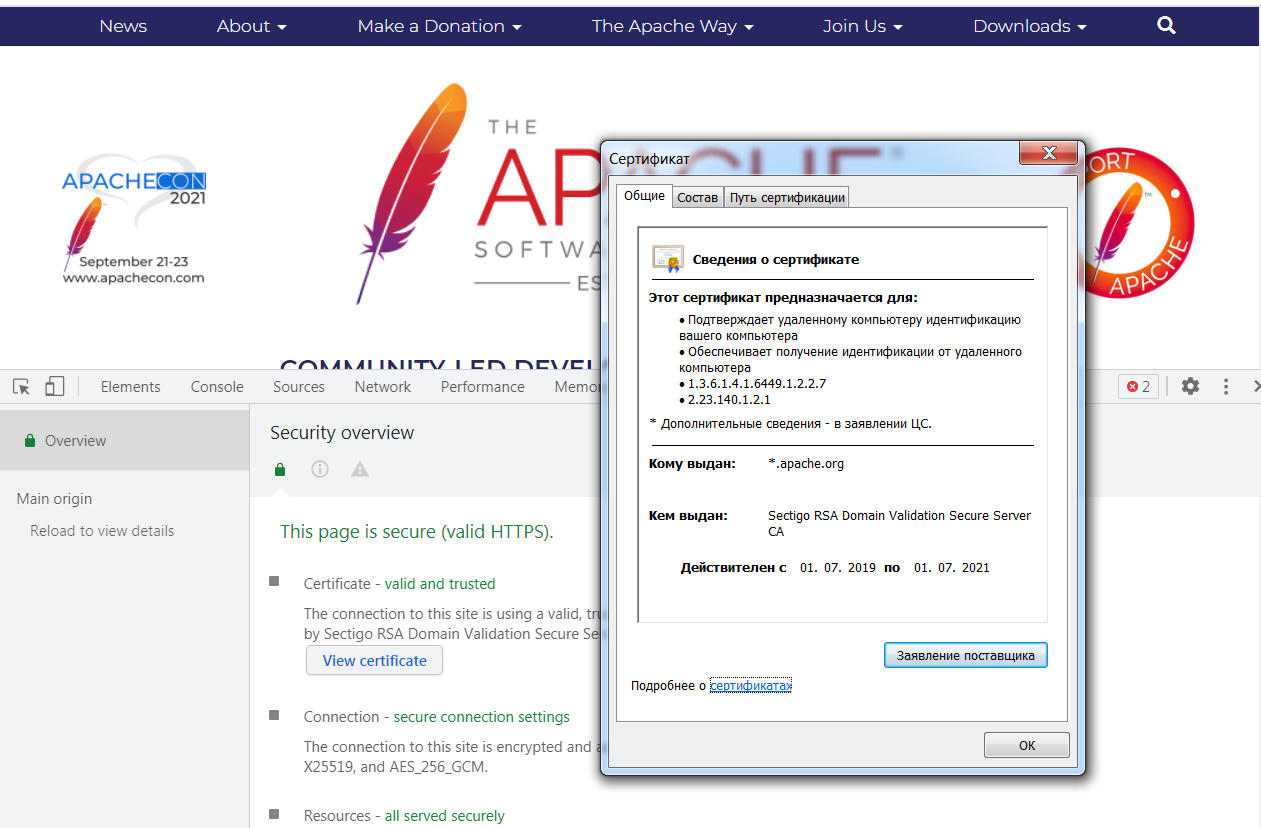 News About Make a Donation The Apache Way Join Us Downloads
THE
AP
SOFTWA
ES
APACHECON
2021
September 21-23
www.apachecon.com
PORT
APACHE
COMMUNITY-LED DEVEL
Elements Console Sources Network Performance Memor
2
Overview
Main origin
Reload to view details
Security overview
This page is secure (valid HTTPS).
Certificate - valid and trusted
The connection to this site is using a valid, tru
by Sectigo RSA Domain Validation Secure Se
View certificate
Connection - secure connection settings
The connection to this site is encrypted and a
X25519, and AES_256_GCM.
Resources - all served securely
Сертификат
Общие Состав Путь сертификации
Сведения о сертификате
Этот сертификат предназначается для:
• Подтверждает удаленному компьютеру идентификацию
вашего компьютера
• Обеспечивает получение идентификации от удаленного
компьютера
• 1.3.6.1.4.1.6449.1.2.2.7
• 2.23.140.1.2.1
* Дополнительные сведения - в заявлении ЦС.
Кому выдан: *.apache.org
Кем выдан: Sectigo RSA Domain Validation Secure Server
CA
Действителен с 01. 07. 2019 по 01. 07. 2021
Заявление поставщика
Подробнее о сертификатах
ОК